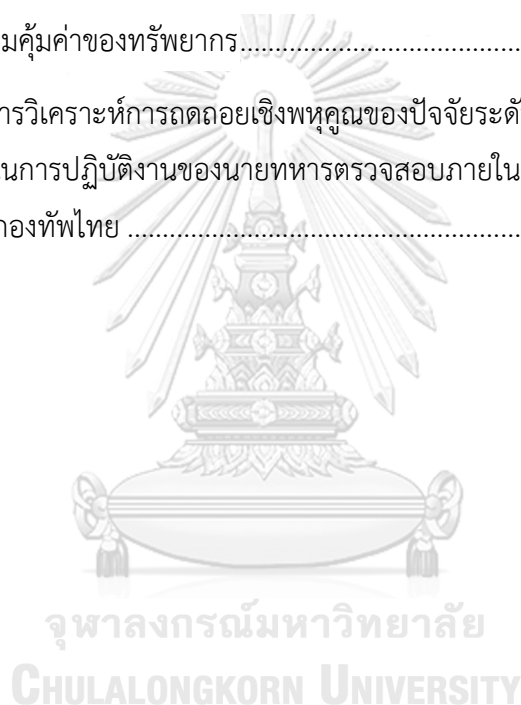 มคุ้มค่าของทรัพยากร.......................................
ารวิเคราะห์การถดถอยเชิงพหุคูณของปัจจัยระดั
นการปฏิบัติงานของนายทหารตรวจสอบภายใน
กองทัพไทย .......................................................
จุฬาลงกรณ์มหาวิทยาลัย
CHULALONGKORN UNIVERSITY